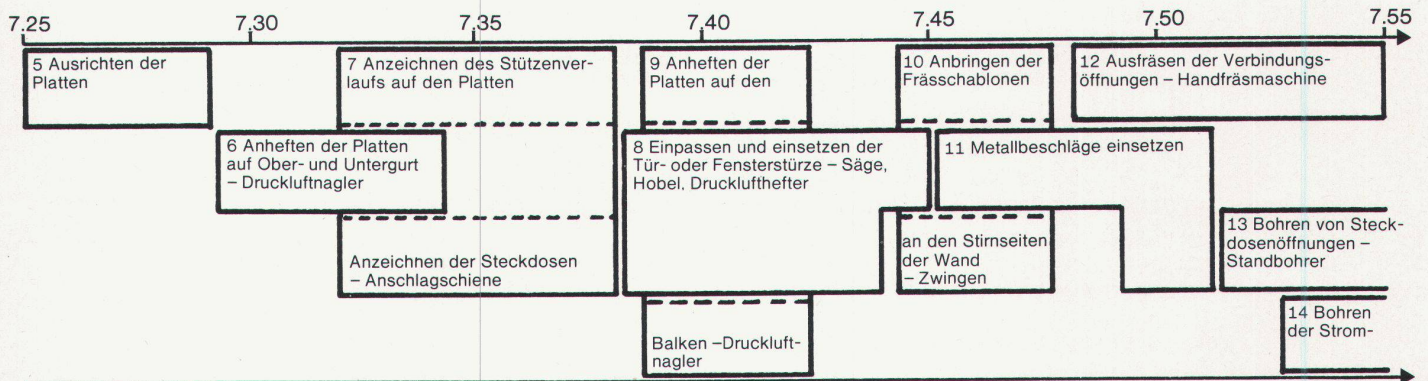 7.25 7.30 7.35 7.40 7.45 7.50 7.55
5 Ausrichten der
Platten
6 Anheften der Platten
auf Ober- und Untergurt
– Druckluftnagler
7 Anzeichnen des Stützenver-
laufs auf den Platten
Anzeichnen der Steckdosen
– Anschlagschiene
8 Einpassen und einsetzen der
Tür- oder Fensterstürze – Säge,
Hobel, Drucklufthefter
9 Anheften der
Platten auf den
Balken –Druckluft-
nagler
10 Anbringen der
Frässchablonen
an den Stirnseiten
der Wand
– Zwingen
11 Metallbeschläge einsetzen
12 Ausfräsen der Verbindungs-
öffnungen – Handfräsmaschine
13 Bohren von Steck-
dosenöffnungen –
Standbohrer
14 Bohren
der Strom-